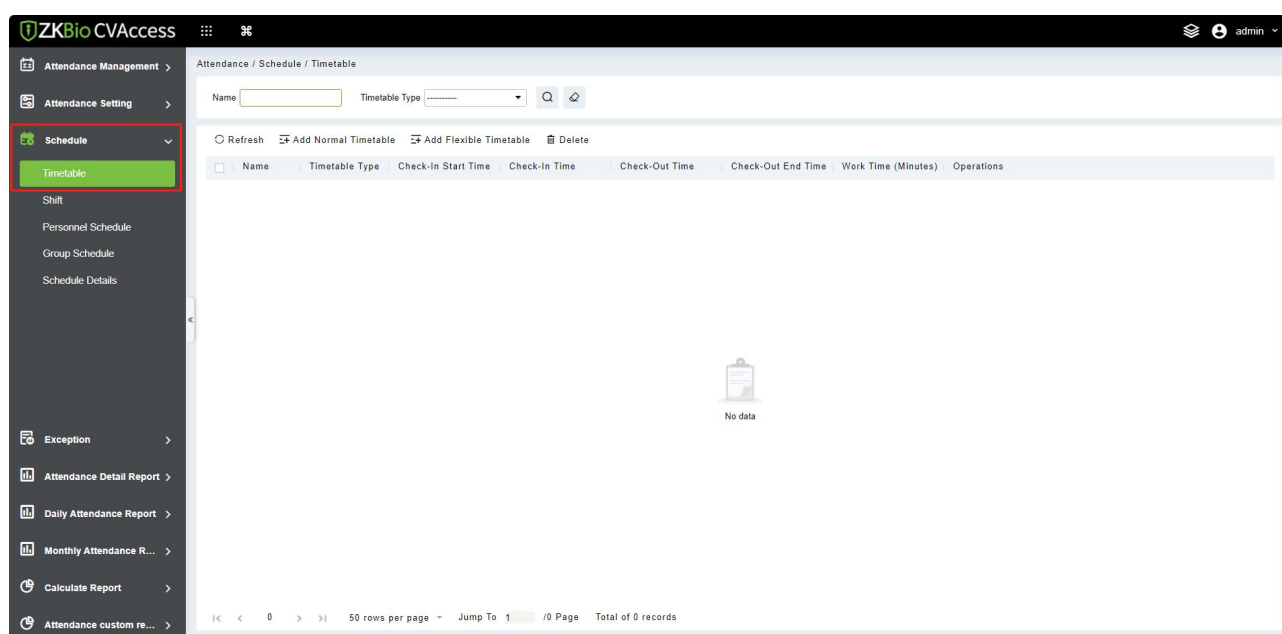 ZKBio CVAccess
admin
Attendance Management
Attendance Setting
Schedule
Timetable
Shift
Personnel Schedule
Group Schedule
Schedule Details
Exception
Attendance Detail Report
Daily Attendance Report
Monthly Attendance R...
Calculate Report
Attendance custom re...
Attendance / Schedule / Timetable
Name Timetable Type ----------
Refresh Add Normal Timetable Add Flexible Timetable Delete
Name Timetable Type Check-In Start Time Check-In Time Check-Out Time Check-Out End Time Work Time (Minutes) Operations
No data
0 50 rows per page Jump To 1 /0 Page Total of 0 records